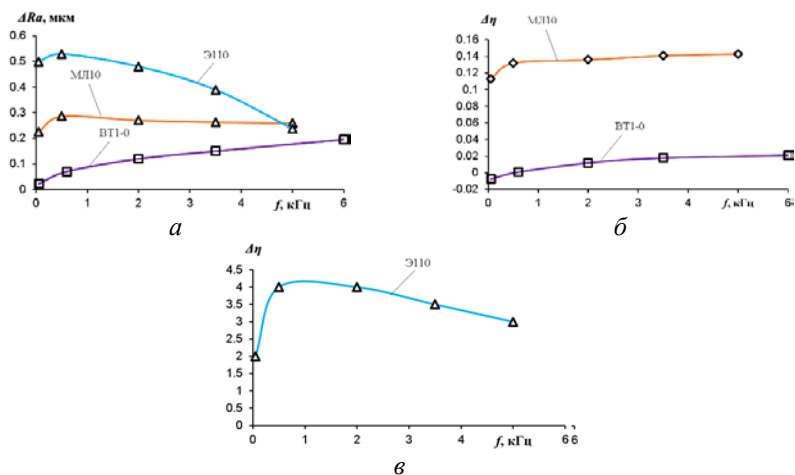 ΔRa, мкм
0.6
0.5
0.4
0.3
0.2
0.1
0
0 1 2 3 4 5 6
f, кГц
ЭП10
МЛ10
ВТ1-0
а
Δη
0.16
0.14
0.12
0.10
0.08
0.06
0.04
0.02
0
-0.02
0 1 2 3 4 5 6
f, кГц
МЛ10
ВТ1-0
б
Δη
4.5
4
3.5
3
2.5
2
1.5
1
0.5
0
0 1 2 3 4 5 6 6
f, кГц
ЭП10
в